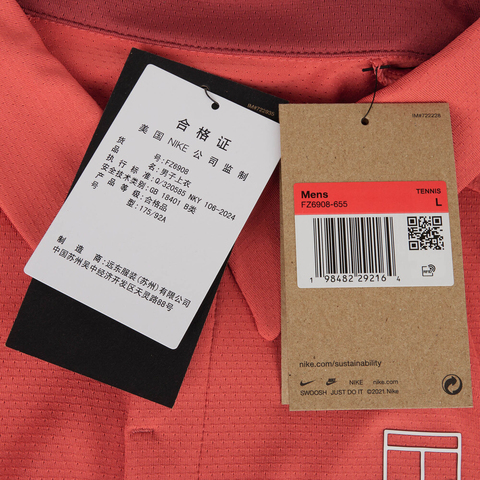 IM#722226
合格证
美国 NIKE 公司监制
货号: FZ6908
品名: 男子上衣
执行标准: Q/320585 NKY 106-2024
安全技术类别: GB 18401 B类
产品等级: 合格品
号型: 175/92A
制造商: 远东服装(苏州)有限公司
中国苏州吴中经济开发区天灵路88号
IM#722226
Mens TENNIS
FZ6908-655 L
1 98482 29216 4
nike.com/sustainability
NIKE nike.com
SWOOSH JUST DO IT ©2021 Nike